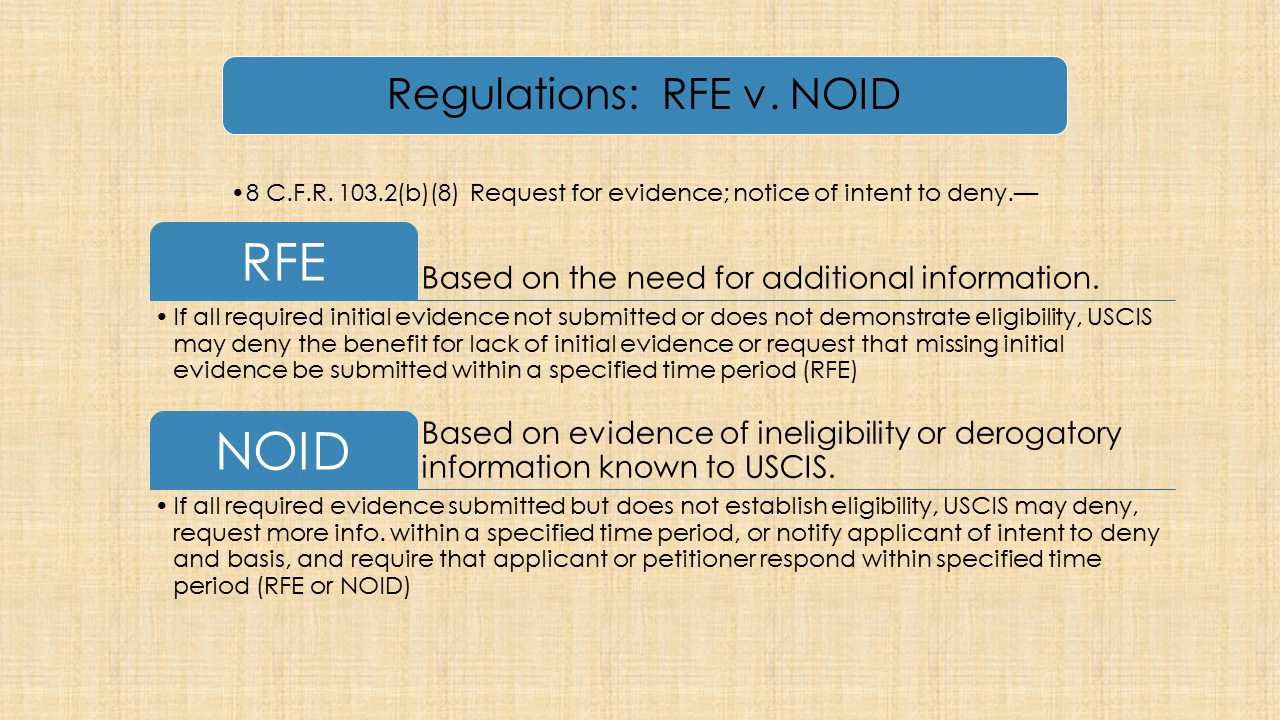 Regulations: RFE v. NOID
•8 C.F.R. 103.2(b)(8) Request for evidence; notice of intent to deny.—
RFE
Based on the need for additional information.
• If all required initial evidence not submitted or does not demonstrate eligibility, USCIS
may deny the benefit for lack of initial evidence or request that missing initial
evidence be submitted within a specified time period (RFE)
NOID
Based on evidence of ineligibility or derogatory
information known to USCIS.
• If all required evidence submitted but does not establish eligibility, USCIS may deny,
request more info. within a specified time period, or notify applicant of intent to deny
and basis, and require that applicant or petitioner respond within specified time
period (RFE or NOID)